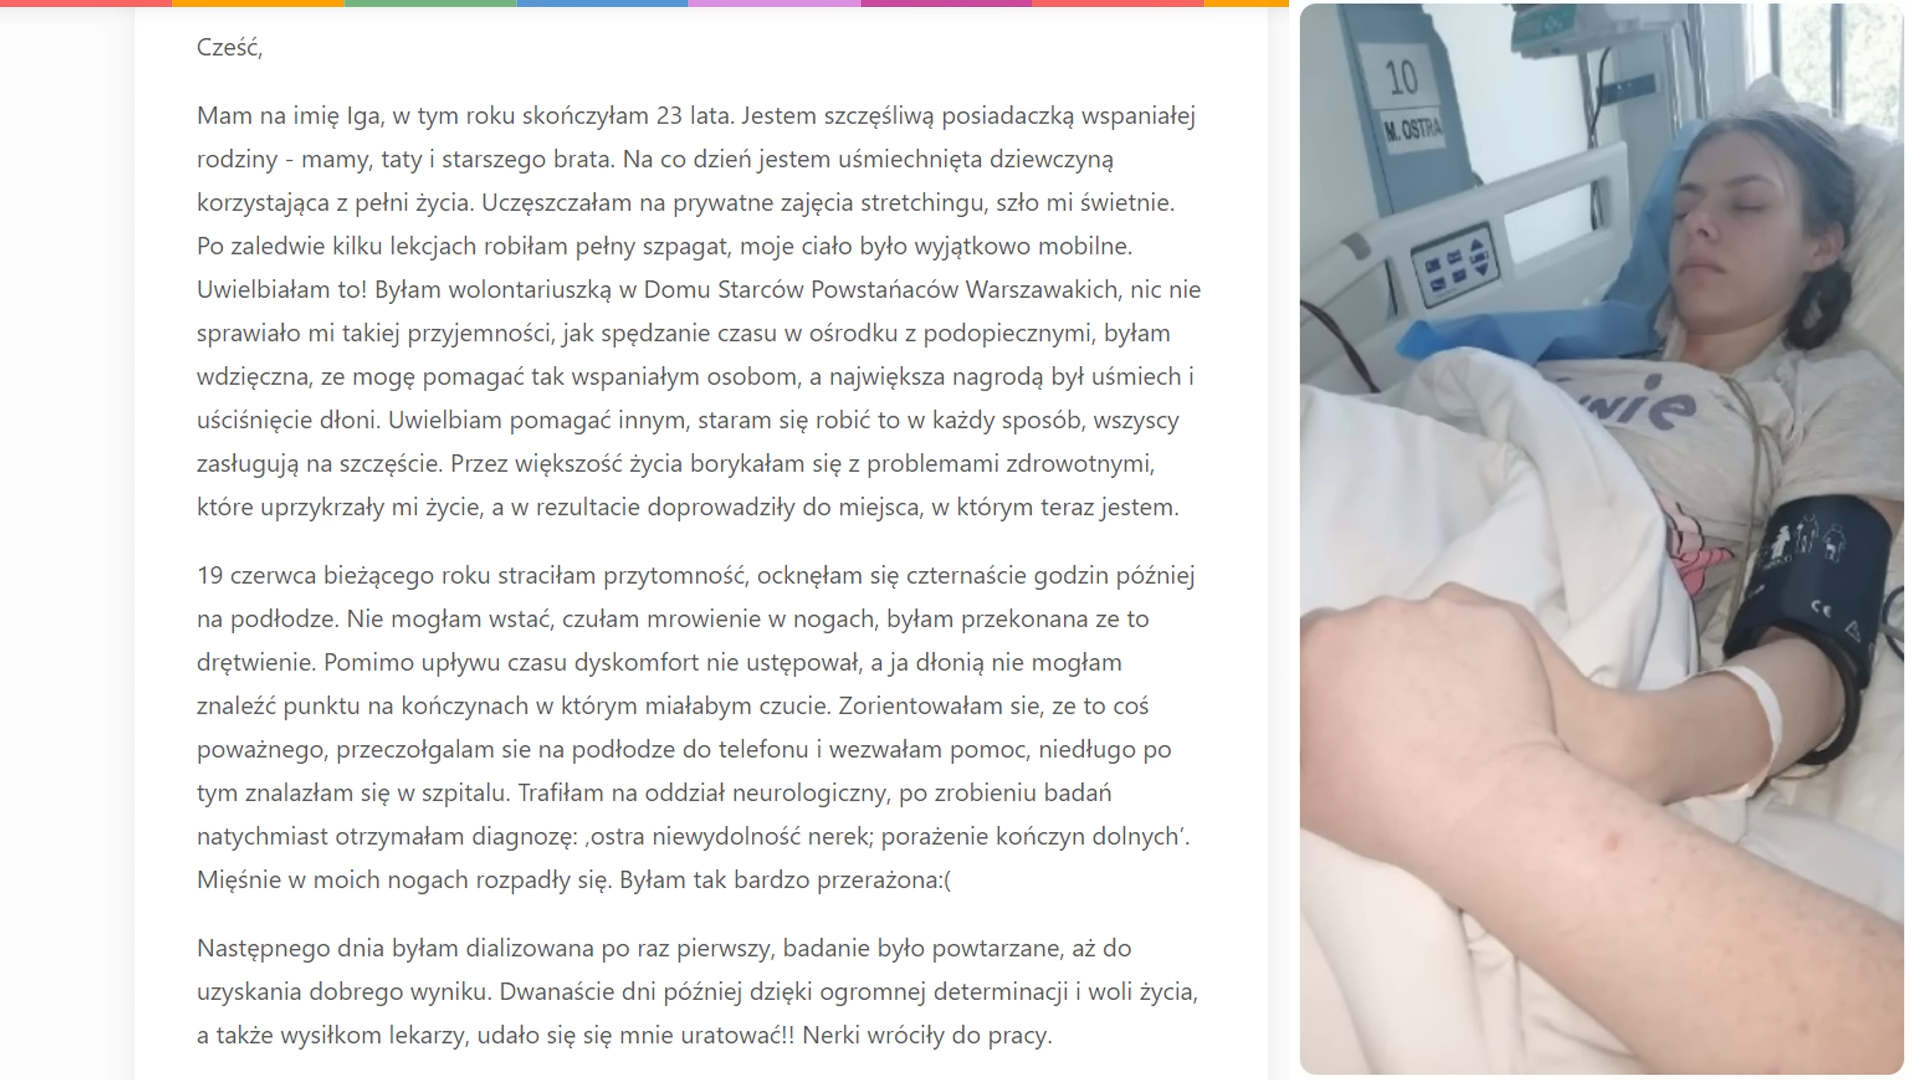 Cześć,
Mam na imię Iga, w tym roku skończyłam 23 lata. Jestem szczęśliwą posiadaczką wspaniałej
rodziny - mamy, taty i starszego brata. Na co dzień jestem uśmiechnięta dziewczyną
korzystająca z pełni życia. Uczęszczałam na prywatne zajęcia stretchingu, szło mi świetnie.
Po zaledwie kilku lekcjach robiłam pełny szpagat, moje ciało było wyjątkowo mobilne.
Uwielbiałam to! Byłam wolontariuszką w Domu Starców Powstańaców Warszawakich, nic nie
sprawiało mi takiej przyjemności, jak spędzanie czasu w ośrodku z podopiecznymi, byłam
wdzięczna, ze mogę pomagać tak wspaniałym osobom, a największa nagrodą był uśmiech i
uściśnięcie dłoni. Uwielbiam pomagać innym, staram się robić to w każdy sposób, wszyscy
zasługują na szczęście. Przez większość życia borykałam się z problemami zdrowotnymi,
które uprzykrzały mi życie, a w rezultacie doprowadziły do miejsca, w którym teraz jestem.
19 czerwca bieżącego roku straciłam przytomność, ocknęłam się czternaście godzin później
na podłodze. Nie mogłam wstać, czułam mrowienie w nogach, byłam przekonana ze to
drętwienie. Pomimo upływu czasu dyskomfort nie ustępował, a ja dłonią nie mogłam
znaleźć punktu na kończynach w którym miałabym czucie. Zorientowałam sie, ze to coś
poważnego, przeczołgalam sie na podłodze do telefonu i wezwałam pomoc, niedługo po
tym znalazłam się w szpitalu. Trafiłam na oddział neurologiczny, po zrobieniu badań
natychmiast otrzymałam diagnozę: ‚ostra niewydolność nerek; porażenie kończyn dolnych’.
Mięśnie w moich nogach rozpadły się. Byłam tak bardzo przerażona:(
Następnego dnia byłam dializowana po raz pierwszy, badanie było powtarzane, aż do
uzyskania dobrego wyniku. Dwanaście dni później dzięki ogromnej determinacji i woli życia,
a także wysiłkom lekarzy, udało się się mnie uratować!! Nerki wróciły do pracy.
10
M. OSTRA
CE